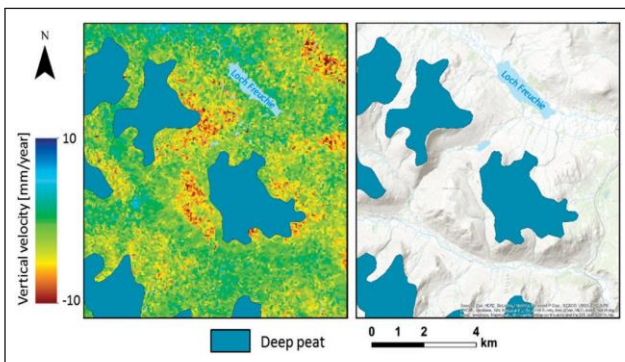 N
Loch Freuchie
Loch Freuchie
10
Vertical velocity [mm/year]
-10
Deep peat
0 1 2 4
km